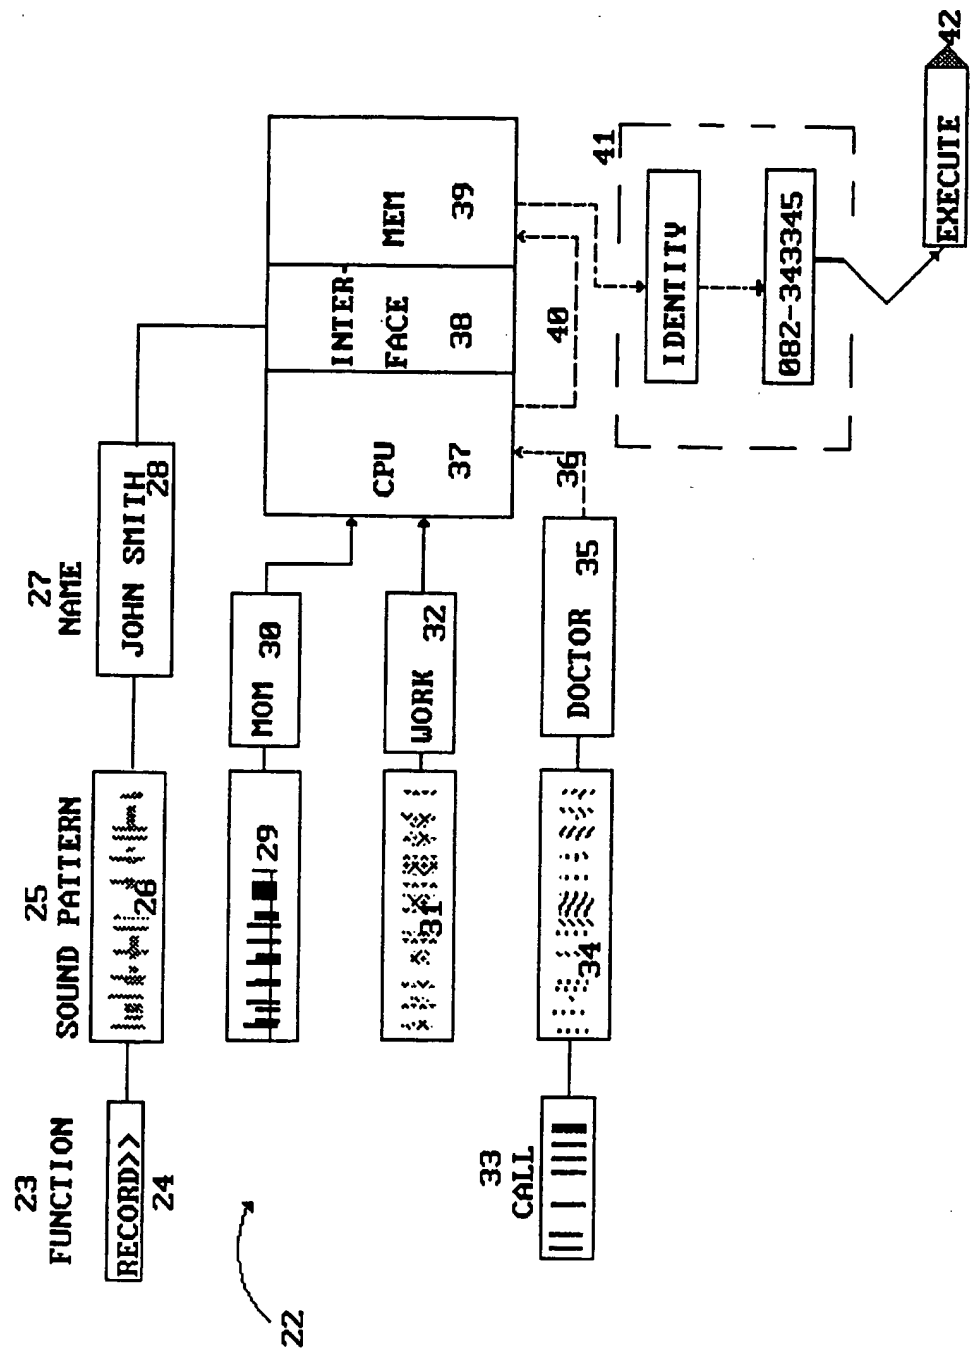 23
FUNCTION
25
SOUND PATTERN
27
NAME
RECORD>>
24
26
JOHN SMITH
28
22
29
MOM 30
31
WORK 32
33
CALL
34
DOCTOR 35
36
CPU
37
INTER-
FACE
38
MEM
39
40
41
IDENTITY
082-343345
EXECUTE
42